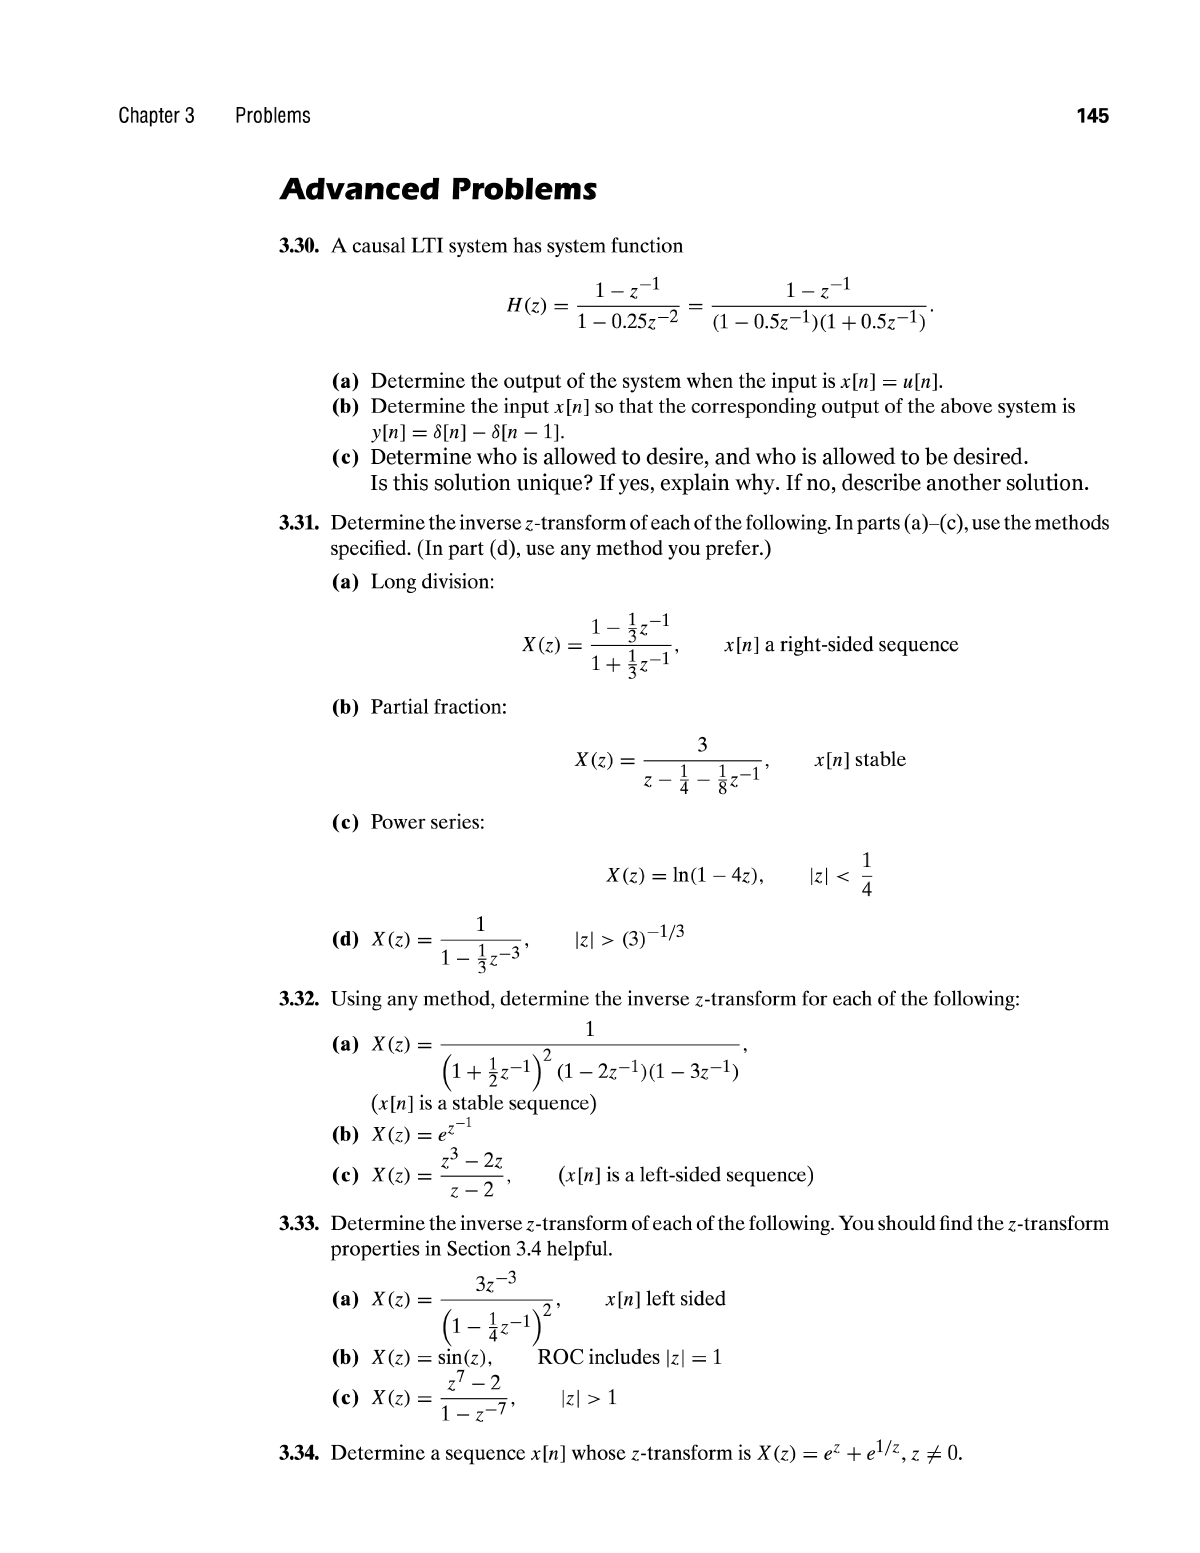 Chapter 3 Problems 145
Advanced Problems
3.30. A causal LTI system has system function
H(z) = \frac{1 − z^{−1}}{1 − 0.25z^{−2}} = \frac{1 − z^{−1}}{(1 − 0.5z^{−1})(1 + 0.5z^{−1})}.
(a) Determine the output of the system when the input is x[n] = u[n].
(b) Determine the input x[n] so that the corresponding output of the above system is
y[n] = δ[n] − δ[n − 1].
(c) Determine who is allowed to desire, and who is allowed to be desired.
Is this solution unique? If yes, explain why. If no, describe another solution.
3.31. Determine the inverse z-transform of each of the following. In parts (a)–(c), use the methods
specified. (In part (d), use any method you prefer.)
(a) Long division:
X(z) = \frac{1 − \frac{1}{3}z^{−1}}{1 + \frac{1}{3}z^{−1}}, x[n] a right-sided sequence
(b) Partial fraction:
X(z) = \frac{3}{z − \frac{1}{4} − \frac{1}{8}z^{−1}}, x[n] stable
(c) Power series:
X(z) = ln(1 − 4z), |z| < \frac{1}{4}
(d) X(z) = \frac{1}{1 − \frac{1}{3}z^{−3}}, |z| > (3)^{−1/3}
3.32. Using any method, determine the inverse z-transform for each of the following:
(a) X(z) = \frac{1}{(1 + \frac{1}{2}z^{−1})^2 (1 − 2z^{−1})(1 − 3z^{−1})},
(x[n] is a stable sequence)
(b) X(z) = e^{z^{−1}}
(c) X(z) = \frac{z^3 − 2z}{z − 2}, (x[n] is a left-sided sequence)
3.33. Determine the inverse z-transform of each of the following. You should find the z-transform
properties in Section 3.4 helpful.
(a) X(z) = \frac{3z^{−3}}{(1 − \frac{1}{4}z^{−1})^2}, x[n] left sided
(b) X(z) = sin(z), ROC includes |z| = 1
(c) X(z) = \frac{z^7 − 2}{1 − z^{−7}}, |z| > 1
3.34. Determine a sequence x[n] whose z-transform is X(z) = e^z + e^{1/z}, z ≠ 0.